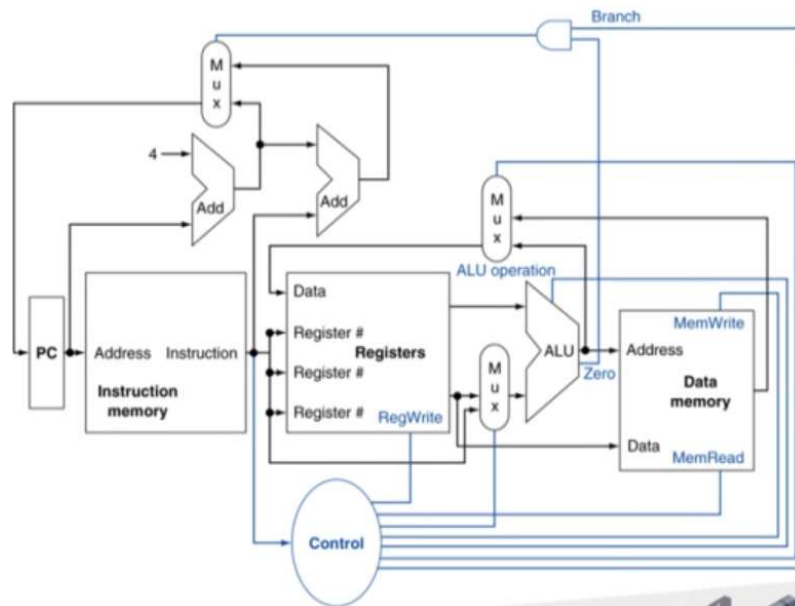 Branch
M
u
x
4
Add
Add
M
u
x
ALU operation
Data
MemWrite
PC
Address
Instruction
Register #
Registers
ALU
Address
Instruction
memory
Register #
M
u
x
Zero
Data
memory
Register #
RegWrite
Data
MemRead
Control